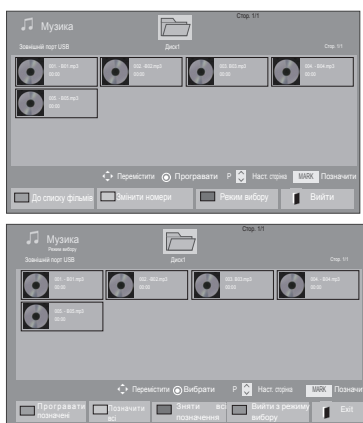 Стор. 1/1
Музика
Зовнішній порт USB
Диск1
Стор. 1/1
001. -B01.mp3
00:00
002. -B02.mp3
00:00
003. B03.mp3
00:00
004. -B04.mp3
00:00
005. -B05.mp3
00:00
Перемістити Програвати P Наст. сторіна MARK Позначити
До списку фільмів
Змінити номери
Режим вибору
Вийти
Стор. 1/1
Музика
Режим вибору
Зовнішній порт USB
Диск1
Стор. 1/1
001. -B01.mp3
00:00
002. -B02.mp3
00:00
003. B03.mp3
00:00
004. -B04.mp3
00:00
005. -B05.mp3
00:00
Перемістити Вибрати P Наст. сторіна MARK Позначити
Програвати
позначені
Позначити
всі
Зняти всі
позначення
Вийти з режиму
вибору
Exit